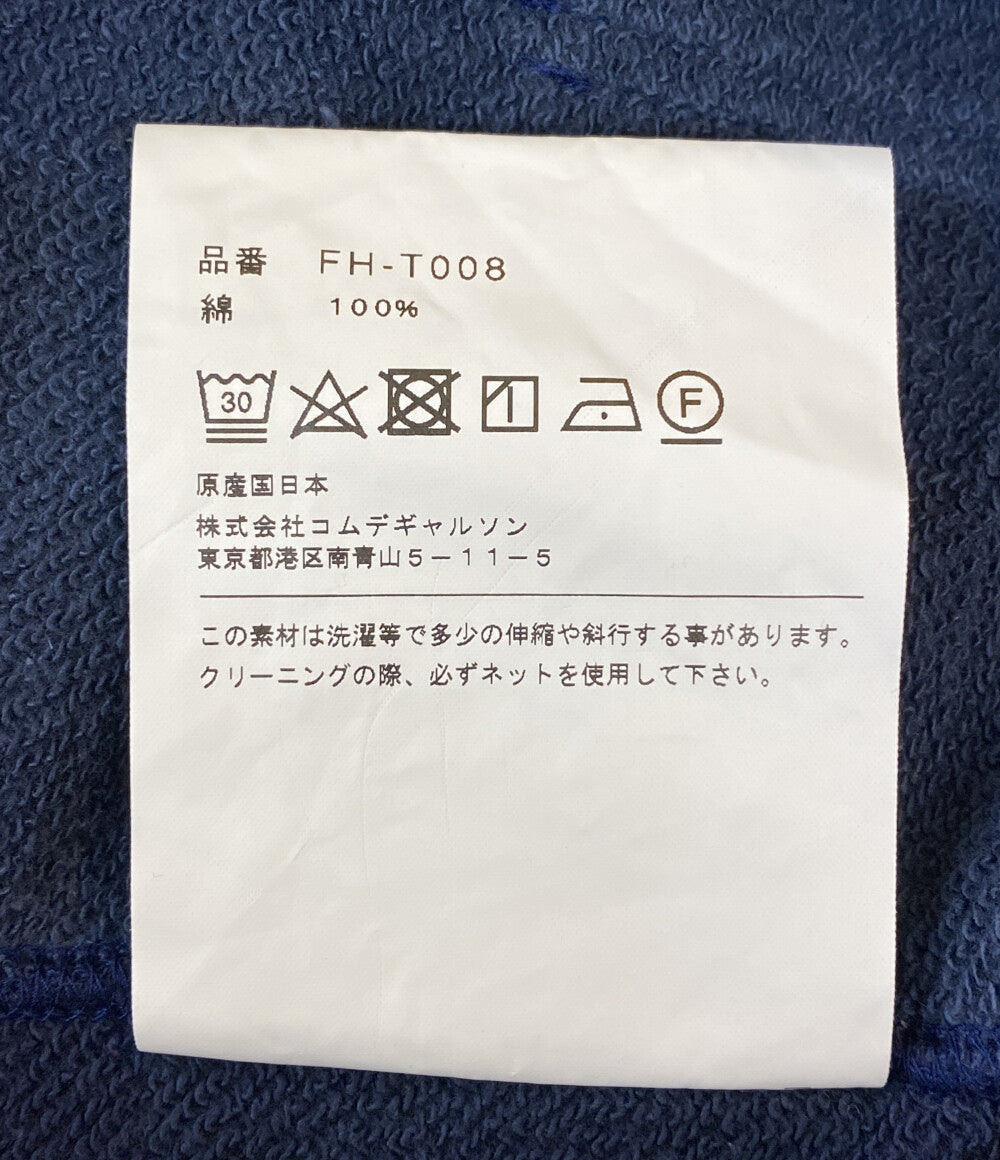 品番 FH-T008
綿 100%
30 F
原産国日本
株式会社コムデギャルソン
東京都港区南青山5-11-5
この素材は洗濯等で多少の伸縮や斜行する事があります。
クリーニングの際、必ずネットを使用して下さい。